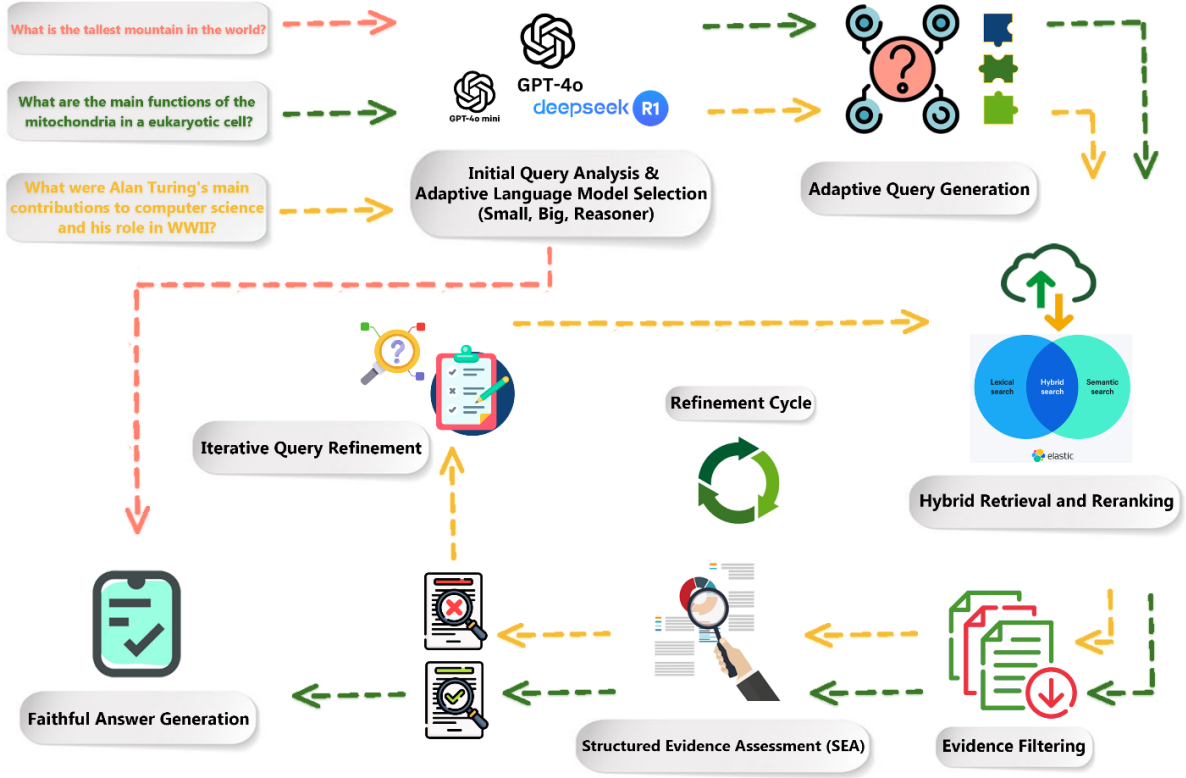 What is the tallest mountain in the world?
GPT-4o
GPT-4o mini
deepseek R1
What are the main functions of the
mitochondria in a eukaryotic cell?
What were Alan Turing's main
contributions to computer science
and his role in WWII?
Initial Query Analysis &
Adaptive Language Model Selection
(Small, Big, Reasoner)
Adaptive Query Generation
Lexical
search
Hybrid
search
Semantic
search
elastic
Refinement Cycle
Iterative Query Refinement
Hybrid Retrieval and Reranking
Faithful Answer Generation
Structured Evidence Assessment (SEA)
Evidence Filtering